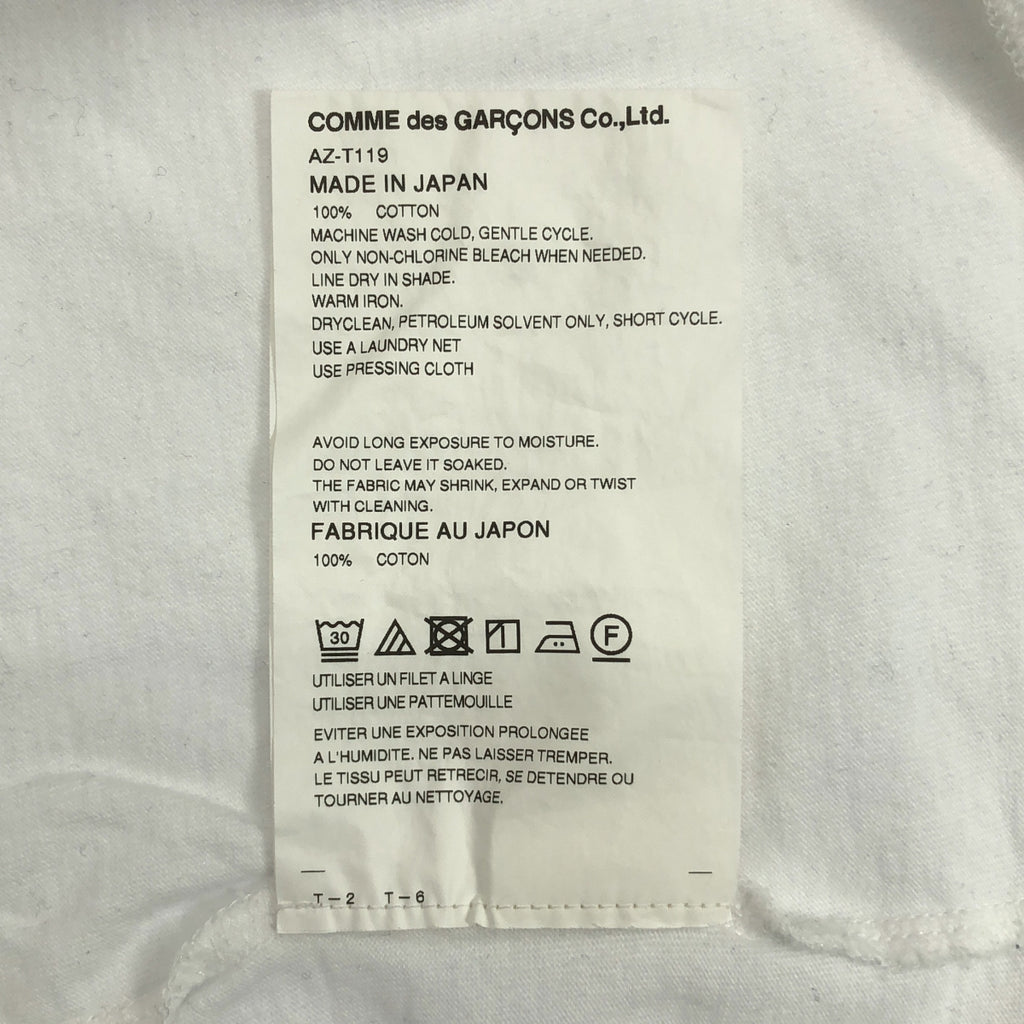 COMME des GARÇONS Co.,Ltd.
AZ-T119
MADE IN JAPAN
100% COTTON
MACHINE WASH COLD, GENTLE CYCLE.
ONLY NON-CHLORINE BLEACH WHEN NEEDED.
LINE DRY IN SHADE.
WARM IRON.
DRYCLEAN, PETROLEUM SOLVENT ONLY, SHORT CYCLE.
USE A LAUNDRY NET
USE PRESSING CLOTH
AVOID LONG EXPOSURE TO MOISTURE.
DO NOT LEAVE IT SOAKED.
THE FABRIC MAY SHRINK, EXPAND OR TWIST
WITH CLEANING.
FABRIQUE AU JAPON
100% COTON
30 F
UTILISER UN FILET A LINGE
UTILISER UNE PATTEMOUILLE
EVITER UNE EXPOSITION PROLONGEE
A L'HUMIDITE. NE PAS LAISSER TREMPER.
LE TISSU PEUT RETRECIR, SE DETENDRE OU
TOURNER AU NETTOYAGE.
T-2 T-6